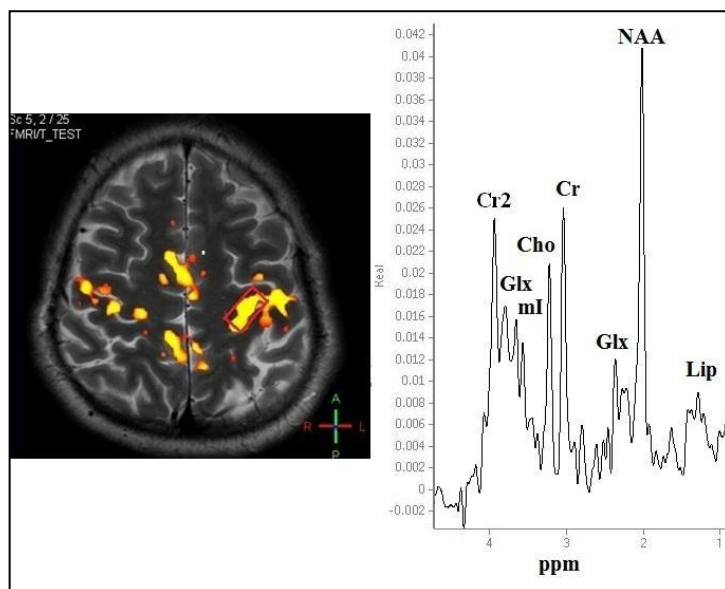 Sc 5, 2 / 25
FMRI/T_TEST
A
R
L
P
0.042
0.04
0.038
0.036
0.034
0.032
0.03
0.028
0.026
0.024
0.022
0.02
0.018
0.016
0.014
0.012
0.01
0.008
0.006
0.004
0.002
0
-0.002
Real
NAA
Cr2
Cr
Cho
Glx
mI
Glx
Lip
4
3
2
1
ppm